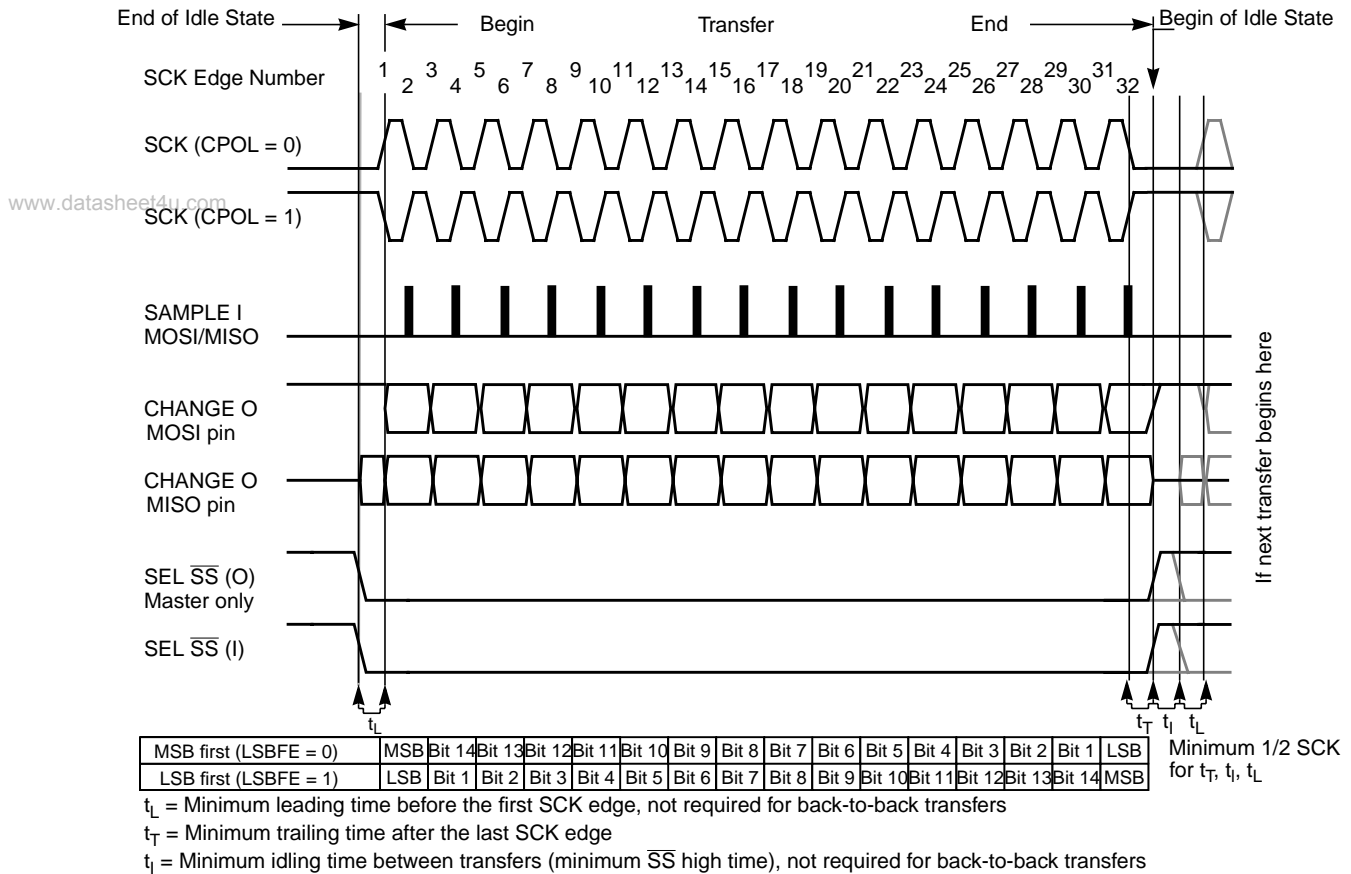 End of Idle State Begin Transfer End Begin of Idle State
SCK Edge Number 1 2 3 4 5 6 7 8 9 10 11 12 13 14 15 16 17 18 19 20 21 22 23 24 25 26 27 28 29 30 31 32
SCK (CPOL = 0)
www.datasheet4u.com
SCK (CPOL = 1)
SAMPLE I
MOSI/MISO
CHANGE O
MOSI pin
CHANGE O
MISO pin
SEL S̅S̅ (O)
Master only
SEL S̅S̅ (I)
If next transfer begins here
tL tT tI tL
MSB first (LSBFE = 0) MSB Bit 14 Bit 13 Bit 12 Bit 11 Bit 10 Bit 9 Bit 8 Bit 7 Bit 6 Bit 5 Bit 4 Bit 3 Bit 2 Bit 1 LSB
LSB first (LSBFE = 1) LSB Bit 1 Bit 2 Bit 3 Bit 4 Bit 5 Bit 6 Bit 7 Bit 8 Bit 9 Bit 10 Bit 11 Bit 12 Bit 13 Bit 14 MSB
Minimum 1/2 SCK
for tT, tI, tL
tL = Minimum leading time before the first SCK edge, not required for back-to-back transfers
tT = Minimum trailing time after the last SCK edge
tI = Minimum idling time between transfers (minimum S̅S̅ high time), not required for back-to-back transfers